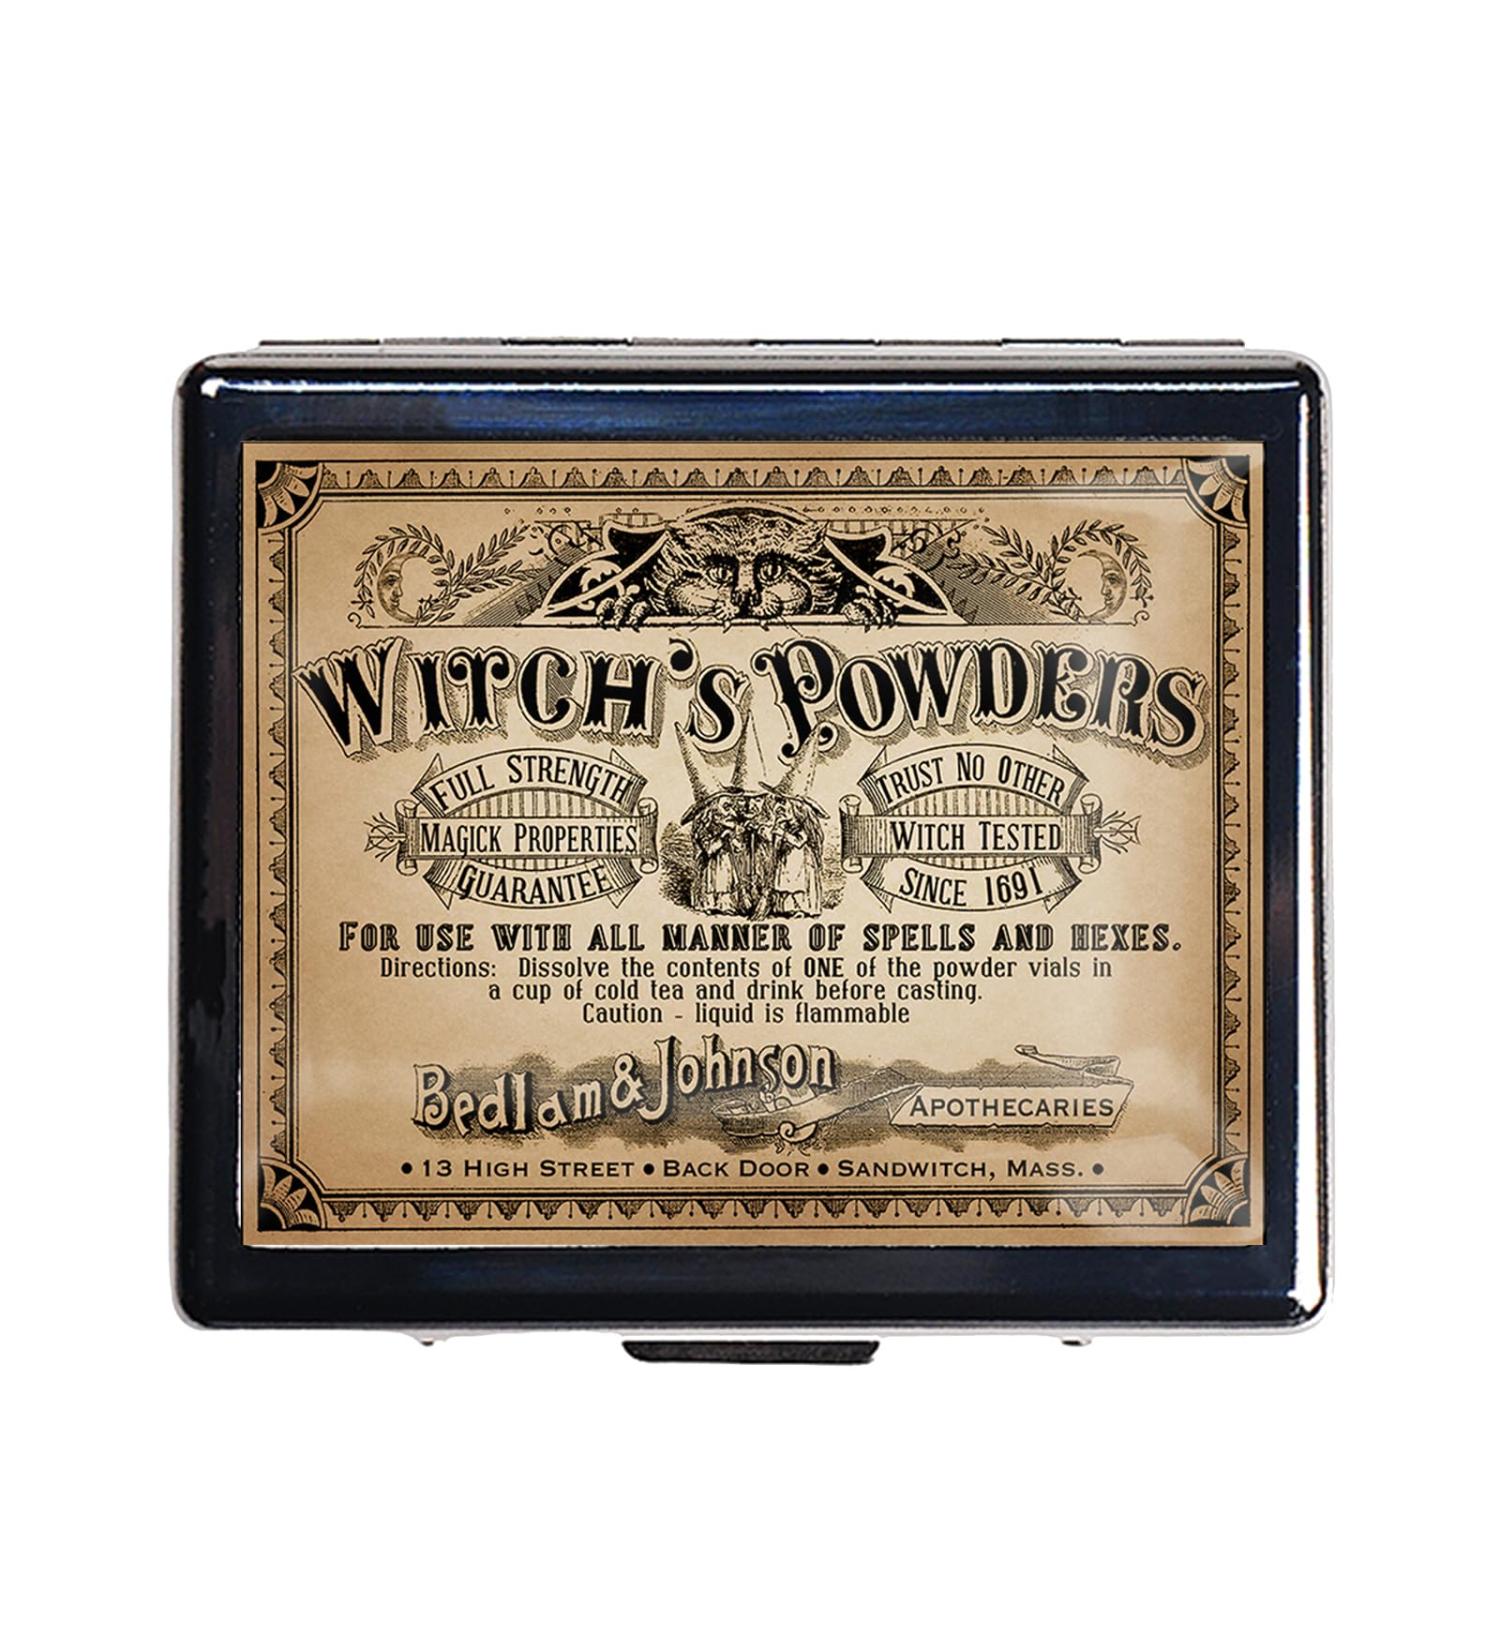 WITCH'S POWDERS
FULL STRENGTH
MAGICK PROPERTIES
GUARANTEE
TRUST NO OTHER
WITCH TESTED
SINCE 1691
FOR USE WITH ALL MANNER OF SPELLS AND HEXES.
Directions: Dissolve the contents of ONE of the powder vials in
a cup of cold tea and drink before casting.
Caution - liquid is flammable
Bedlam & Johnson
APOTHECARIES
• 13 HIGH STREET • BACK DOOR • SANDWITCH, MASS. •